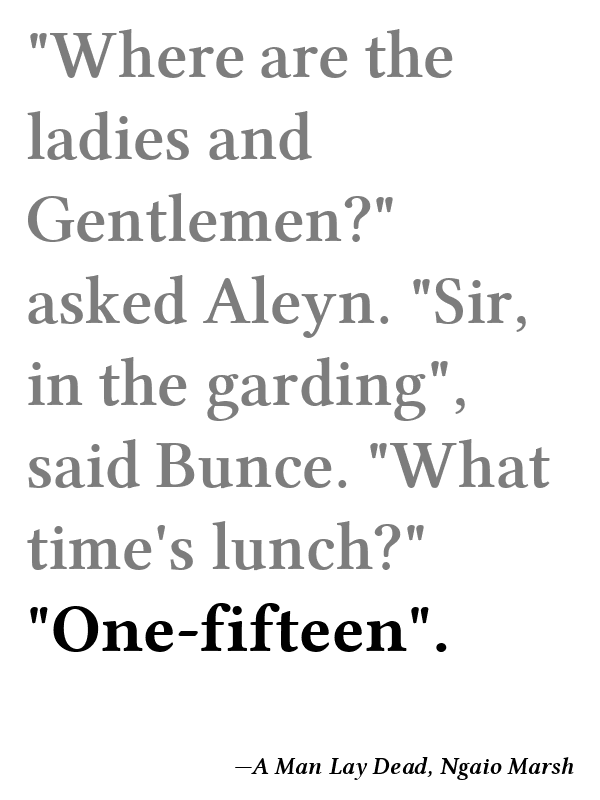 "Where are the
ladies and
Gentlemen?"
asked Aleyn. "Sir,
in the garding",
said Bunce. "What
time's lunch?"
"One-fifteen".
—A Man Lay Dead, Ngaio Marsh